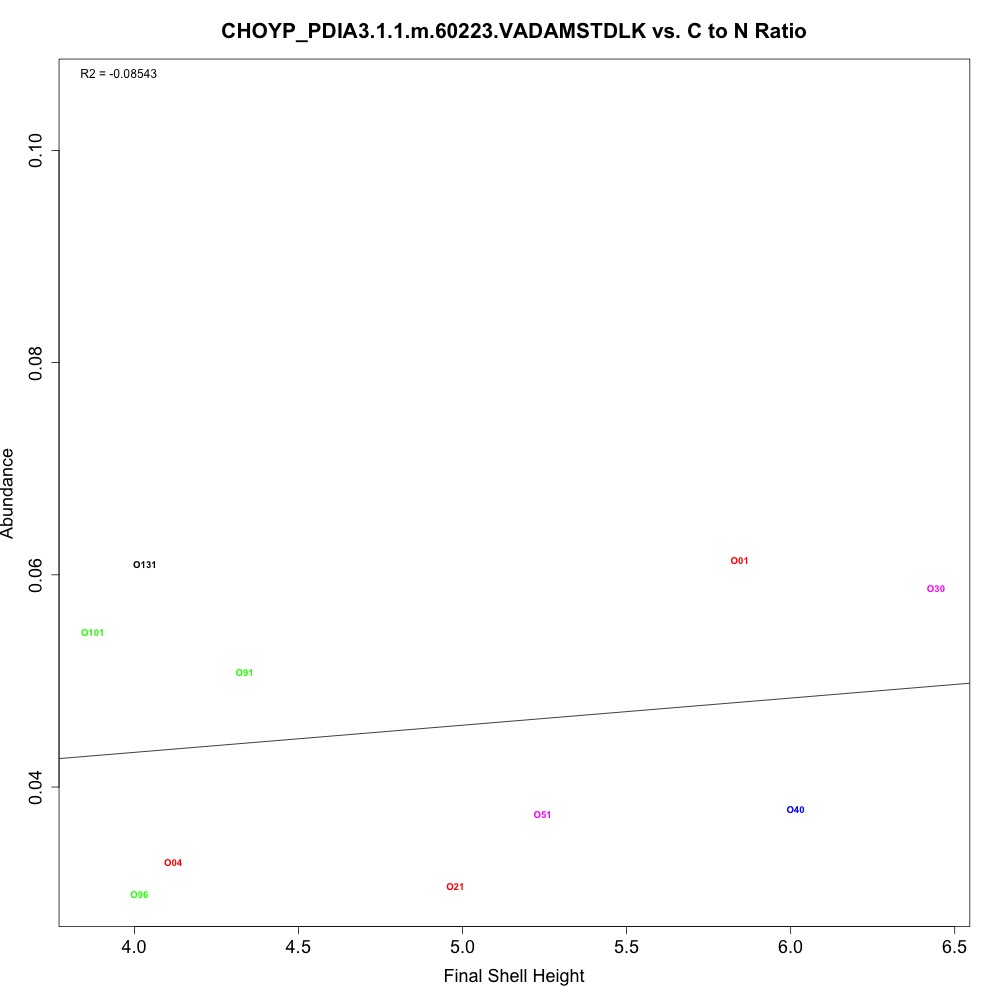 CHOYP_PDIA3.1.1.m.60223.VADAMSTDLK vs. C to N Ratio
R2 = -0.08543
0.10
0.08
Abundance
0.06
0.04
O131
O01
O30
O101
O91
O51
O40
O04
O21
O96
4.0 4.5 5.0 5.5 6.0 6.5
Final Shell Height